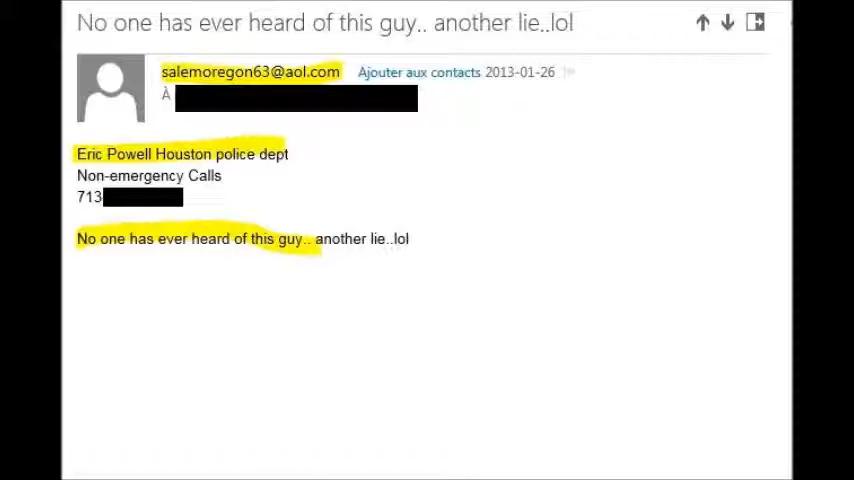 No one has ever heard of this guy.. another lie..lol
salemoregon63@aol.com Ajouter aux contacts 2013-01-26
À
Eric Powell Houston police dept
Non-emergency Calls
713
No one has ever heard of this guy.. another lie..lol